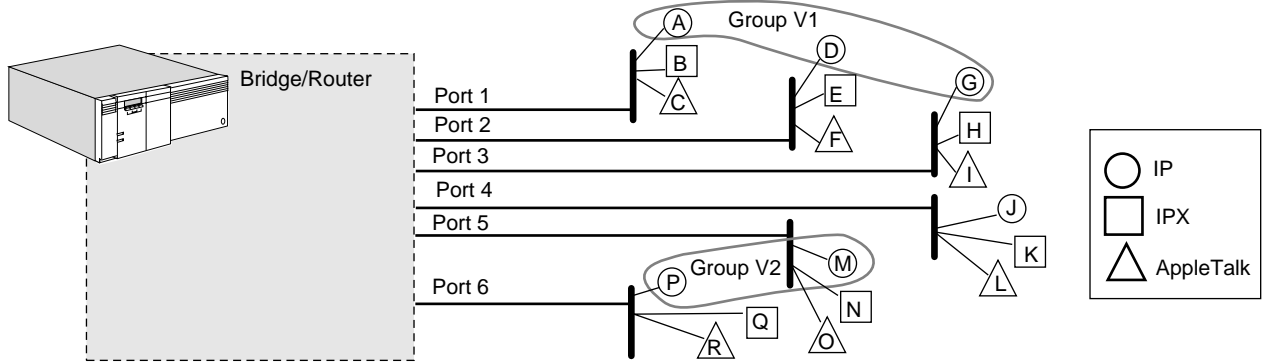 A
Group V1
Bridge/Router
D
B
G
Port 1
C
E
Port 2
F
H
Port 3
I
IP
Port 4
J
IPX
Port 5
K
Group V2
M
AppleTalk
P
L
Port 6
N
Q
O
R